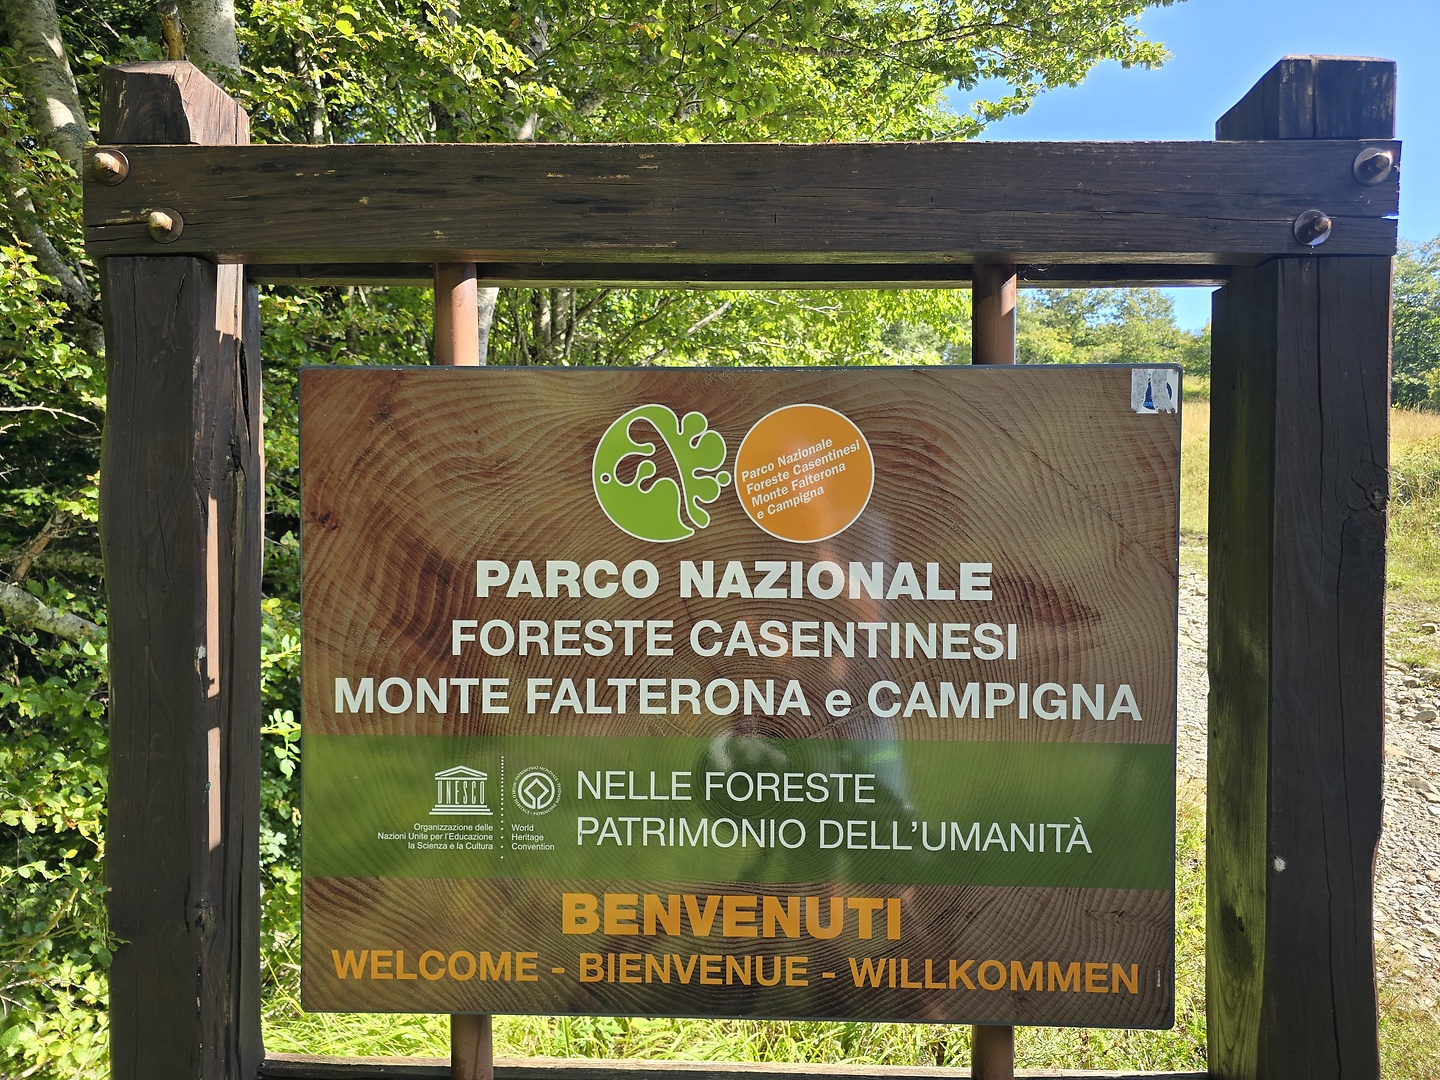 Parco Nazionale
Foreste Casentinesi
Monte Falterona
e Campigna
PARCO NAZIONALE
FORESTE CASENTINESI
MONTE FALTERONA e CAMPIGNA
UNESCO
Organizzazione delle
Nazioni Unite per l'Educazione
la Scienza e la Cultura
World
Heritage
Convention
NELLE FORESTE
PATRIMONIO DELL'UMANITÀ
BENVENUTI
WELCOME - BIENVENUE - WILLKOMMEN